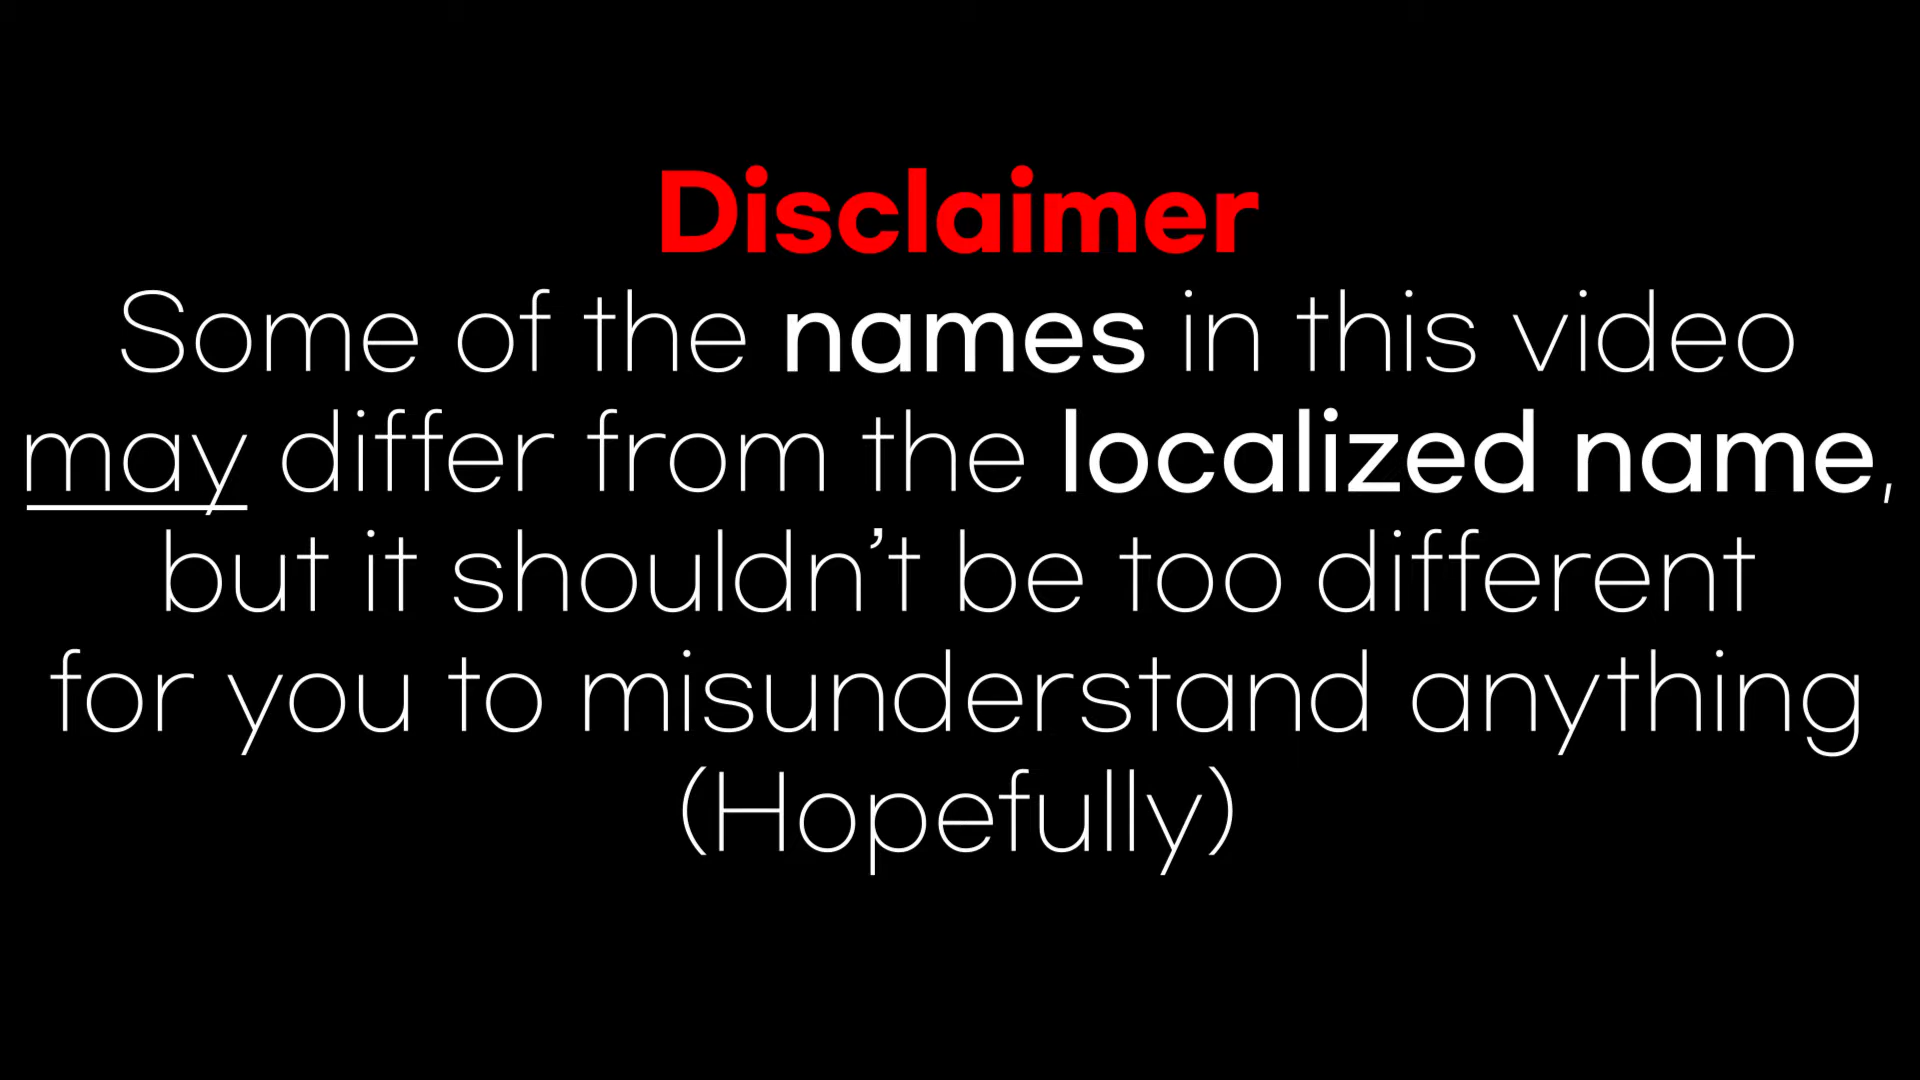 Disclaimer
Some of the names in this video
may differ from the localized name,
but it shouldn’t be too different
for you to misunderstand anything
(Hopefully)